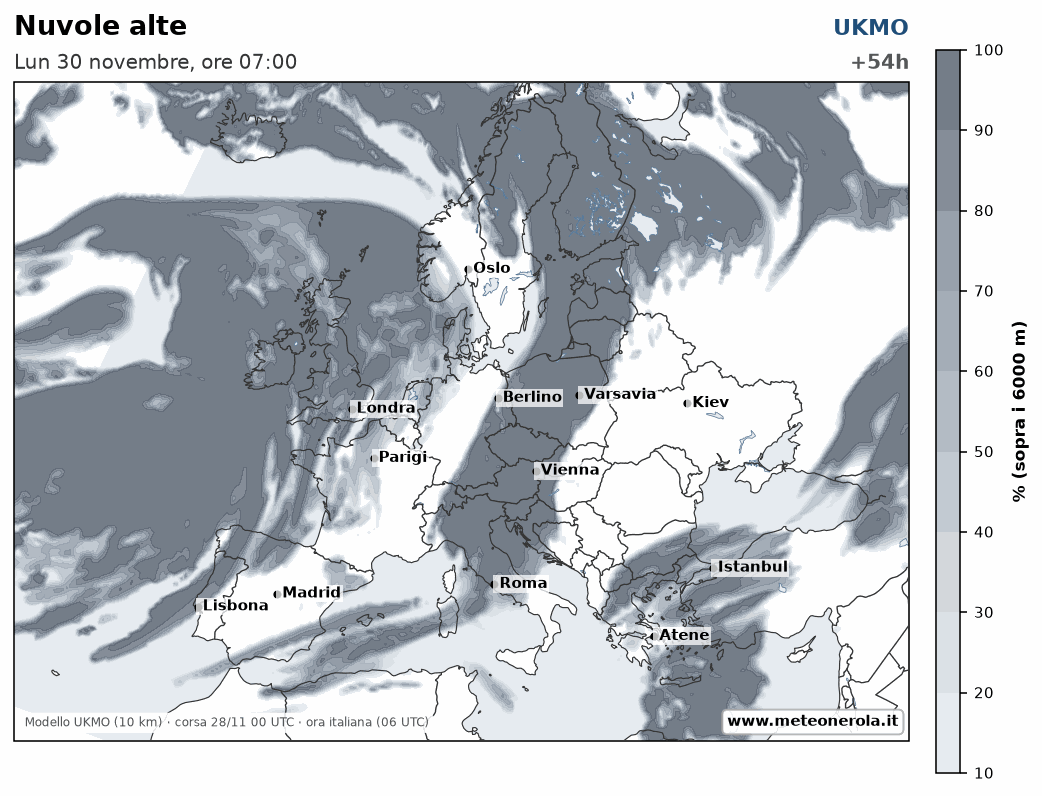 Nuvole alte
UKMO
Lun 30 novembre, ore 07:00
+54h
100
90
80
70
60
50
40
30
20
10
% (sopra i 6000 m)
Oslo
Berlino
Varsavia
Kiev
Londra
Parigi
Vienna
Istanbul
Roma
Madrid
Lisbona
Atene
Modello UKMO (10 km) · corsa 28/11 00 UTC · ora italiana (06 UTC)
www.meteonerola.it